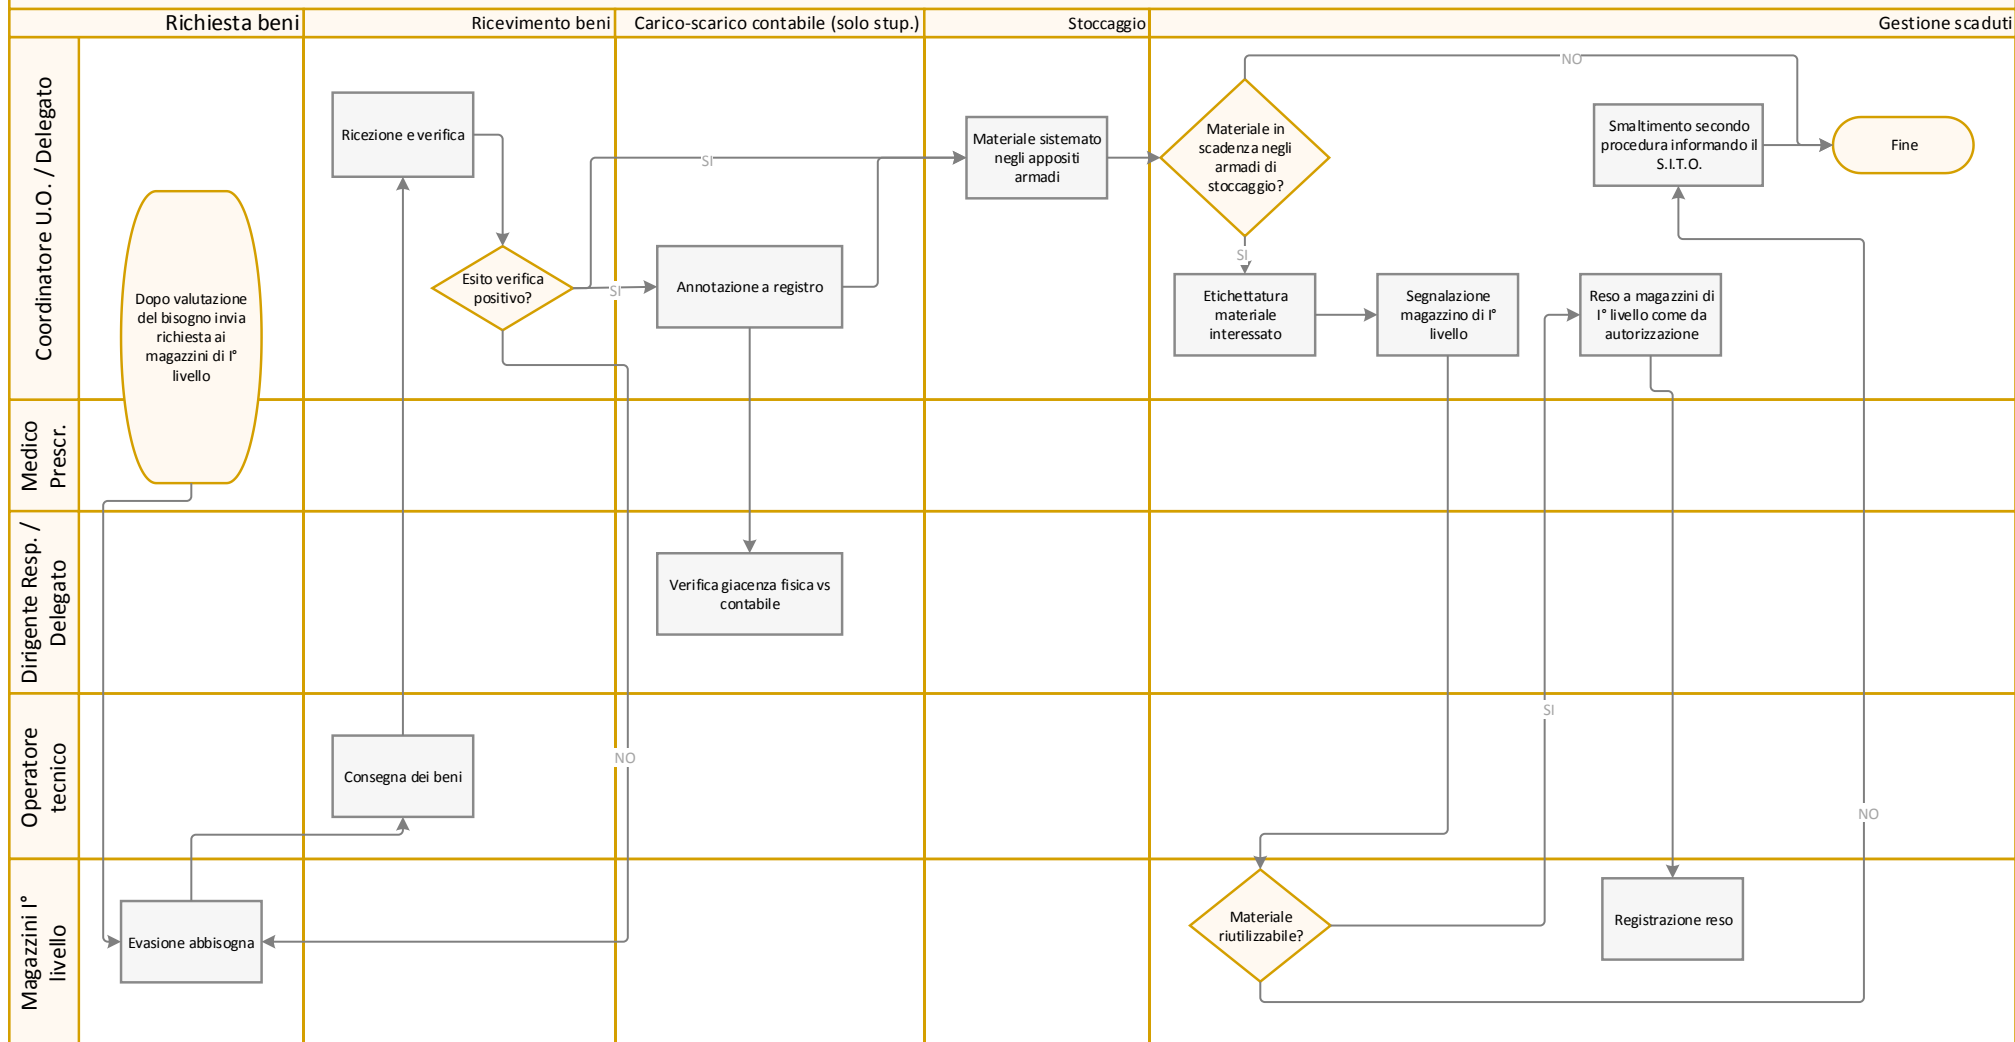 Richiesta beni
Ricevimento beni
Carico-scarico contabile (solo stup.)
Stoccaggio
Gestione scaduti
Coordinatore U.O. / Delegato
Dopo valutazione
del bisogno invia
richiesta ai
magazzini di I°
livello
Ricezione e verifica
Esito verifica
positivo?
SI
SI
NO
Annotazione a registro
Materiale sistemato
negli appositi
armadi
Materiale in
scadenza negli
armadi di
stoccaggio?
NO
SI
Etichettatura
materiale
interessato
Segnalazione
magazzino di I°
livello
Reso a magazzini di
I° livello come da
autorizzazione
Smaltimento secondo
procedura informando il
S.I.T.O.
Fine
Medico
Prescr.
Dirigente Resp. /
Delegato
Verifica giacenza fisica vs
contabile
Operatore
tecnico
Consegna dei beni
SI
NO
Magazzini I°
livello
Evasione abbisogna
Materiale
riutilizzabile?
Registrazione reso